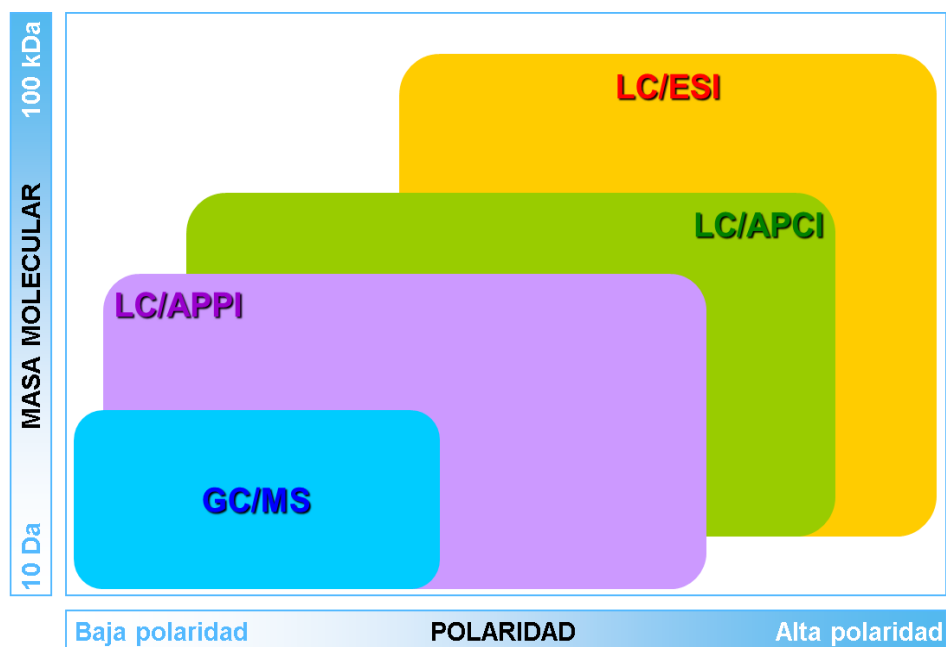 100 kDa
MASA MOLECULAR
10 Da
LC/ESI
LC/APCI
LC/APPI
GC/MS
Baja polaridad
POLARIDAD
Alta polaridad